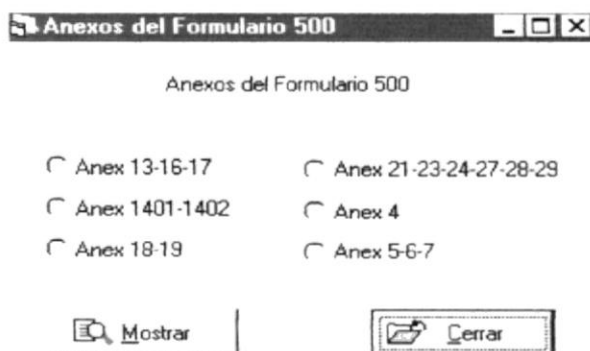 Anexos del Formulario 500
Anexos del Formulario 500
Anex 13-16-17
Anex 21-23-24-27-28-29
Anex 1401-1402
Anex 4
Anex 18-19
Anex 5-6-7
Mostrar
Cerrar